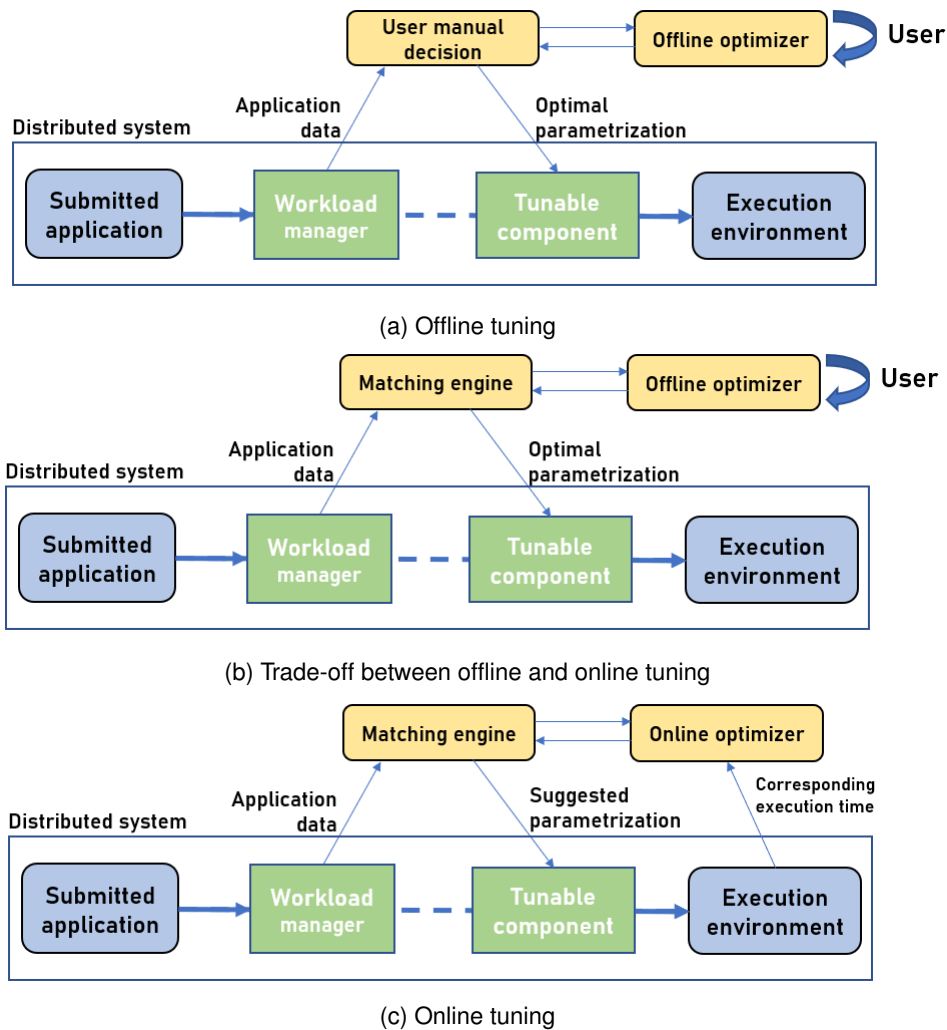 User manual
decision
Offline optimizer
User
Application
data
Optimal
parametrization
Distributed system
Submitted
application
Workload
manager
Tunable
component
Execution
environment
(a) Offline tuning
Matching engine
Offline optimizer
User
Application
data
Optimal
parametrization
Distributed system
Submitted
application
Workload
manager
Tunable
component
Execution
environment
(b) Trade-off between offline and online tuning
Matching engine
Online optimizer
Application
data
Suggested
parametrization
Corresponding
execution time
Distributed system
Submitted
application
Workload
manager
Tunable
component
Execution
environment
(c) Online tuning